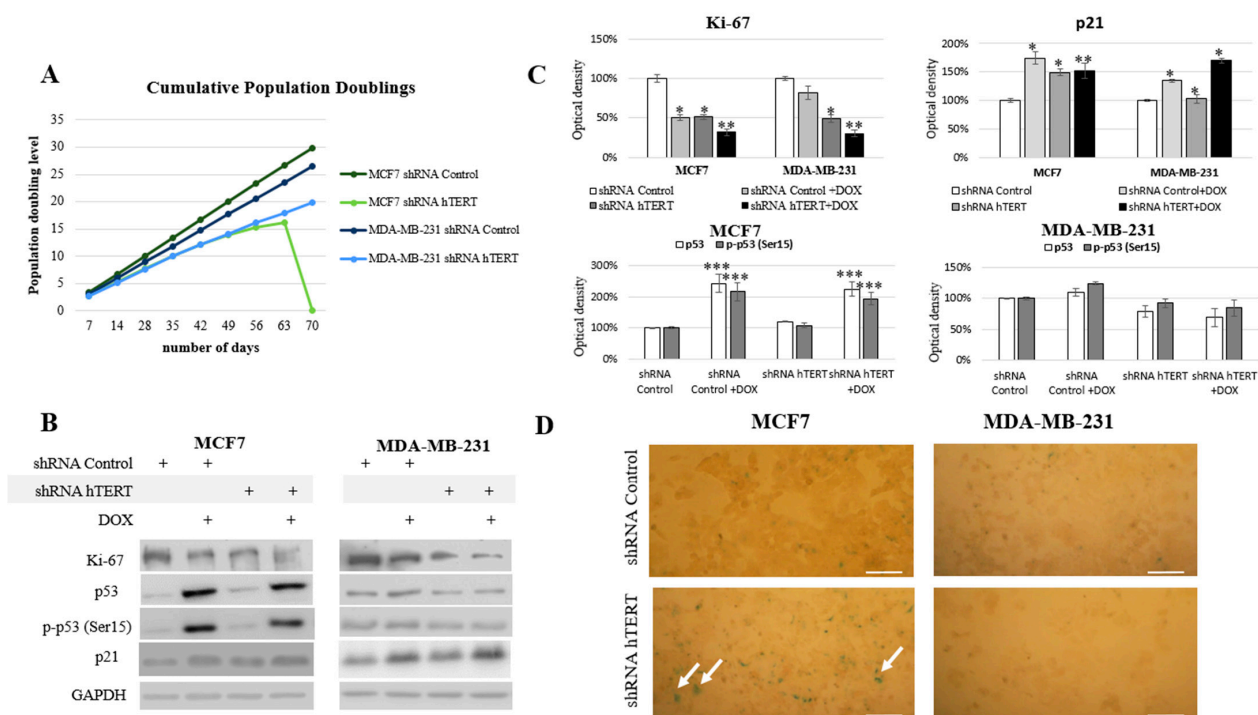 A
Cumulative Population Doublings
Population doubling level
35
30
25
20
15
10
5
0
7 14 28 35 42 49 56 63 70
number of days
MCF7 shRNA Control
MCF7 shRNA hTERT
MDA-MB-231 shRNA Control
MDA-MB-231 shRNA hTERT
B
MCF7
MDA-MB-231
shRNA Control + + + +
shRNA hTERT + + + +
DOX + + + +
Ki-67
p53
p-p53 (Ser15)
p21
GAPDH
C
Ki-67
Optical density
150%
100%
50%
0%
* * **
* **
MCF7 MDA-MB-231
shRNA Control
shRNA Control +DOX
shRNA hTERT
shRNA hTERT+DOX
p21
Optical density
200%
150%
100%
50%
0%
* * **
* * *
MCF7 MDA-MB-231
shRNA Control
shRNA Control+DOX
shRNA hTERT
shRNA hTERT+DOX
MCF7
p53 p-p53 (Ser15)
Optical density
300%
200%
100%
0%
*** *** *** ***
shRNA Control
shRNA Control +DOX
shRNA hTERT
shRNA hTERT +DOX
MDA-MB-231
p53 p-p53 (Ser15)
Optical density
150%
100%
50%
0%
shRNA Control
shRNA Control +DOX
shRNA hTERT
shRNA hTERT +DOX
D
MCF7
MDA-MB-231
shRNA Control
shRNA hTERT